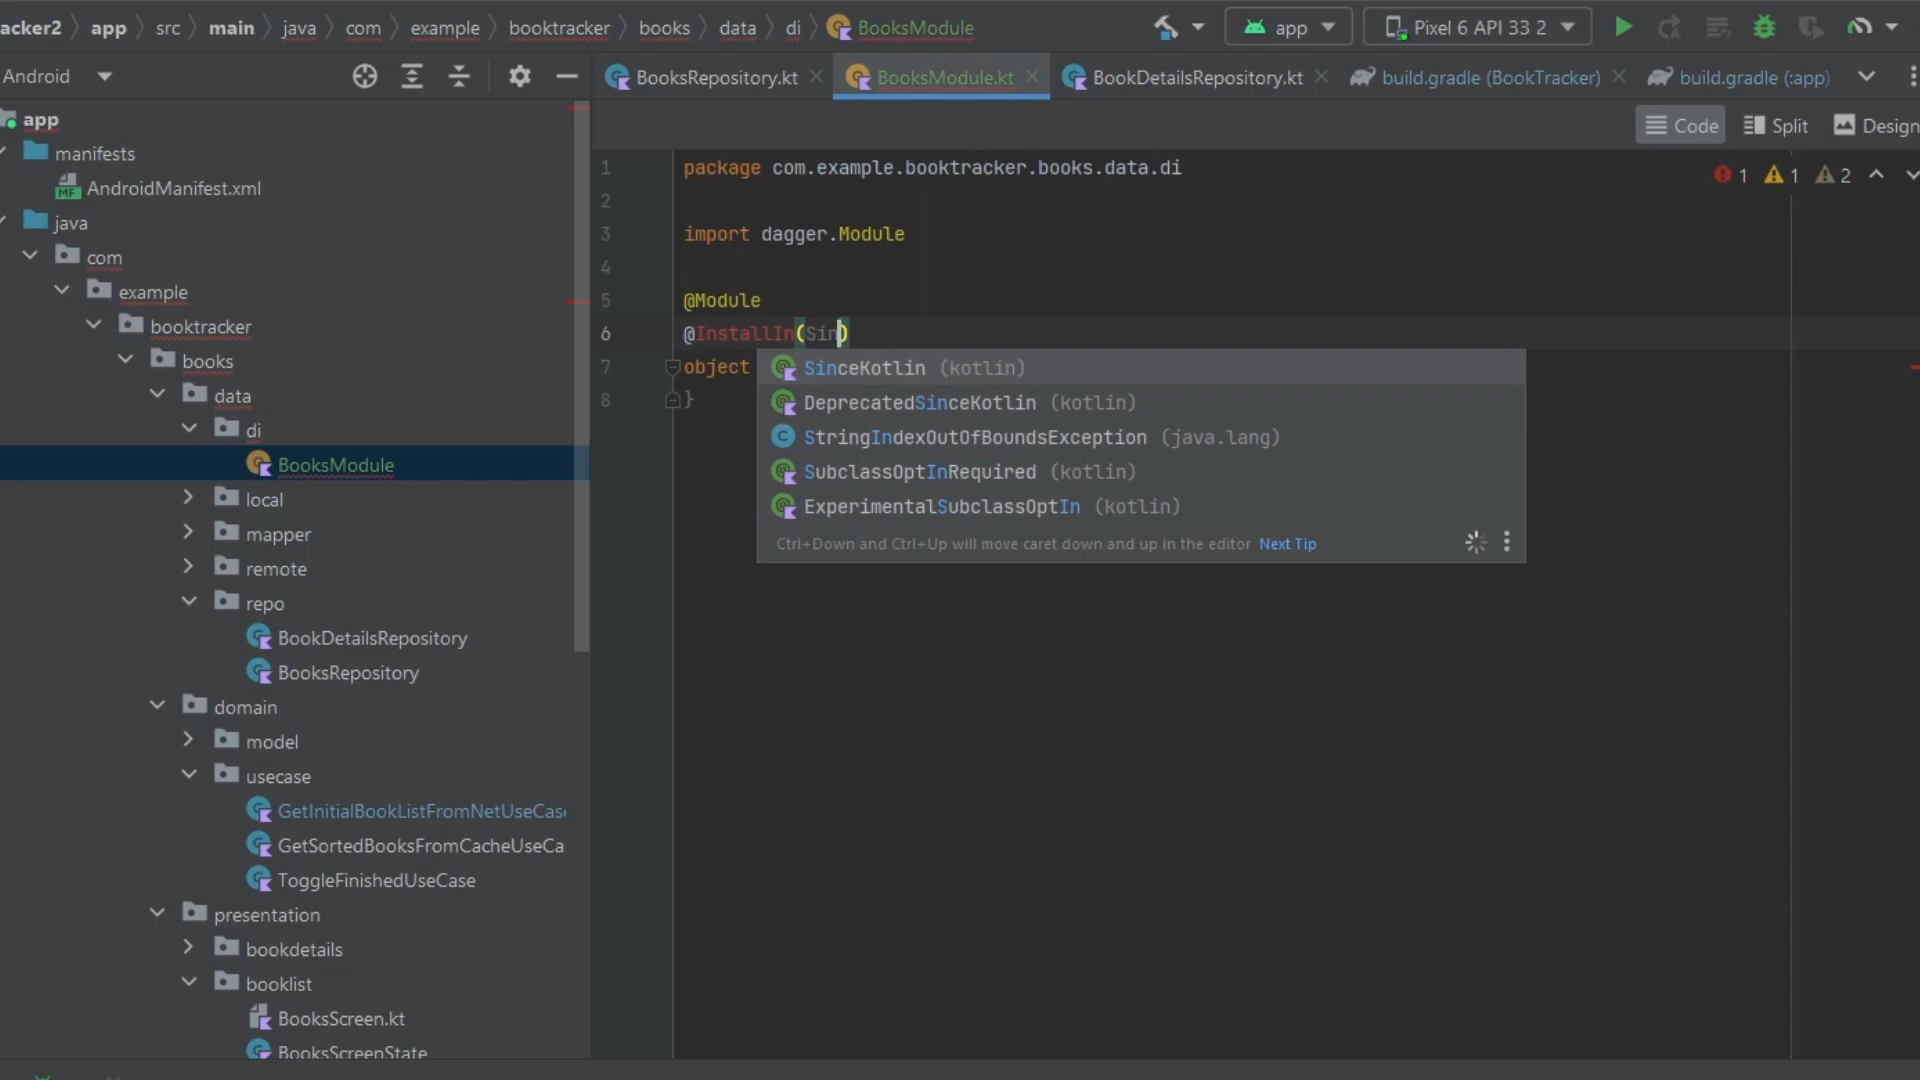 acker2 app src main java com example booktracker books data di BooksModule
app Pixel 6 API 33 2
Android
BooksRepository.kt BooksModule.kt BookDetailsRepository.kt build.gradle (BookTracker) build.gradle (:app)
Code Split Design
app
manifests
MF AndroidManifest.xml
java
com
example
booktracker
books
data
di
BooksModule
local
mapper
remote
repo
BookDetailsRepository
BooksRepository
domain
model
usecase
GetInitialBookListFromNetUseCase
GetSortedBooksFromCacheUseCa
ToggleFinishedUseCase
presentation
bookdetails
booklist
BooksScreen.kt
BooksScreenState
1 1 2
1 package com.example.booktracker.books.data.di
2
3 import dagger.Module
4
5 @Module
6 @InstallIn(Sin)
7 object
8 }
SinceKotlin (kotlin)
DeprecatedSinceKotlin (kotlin)
C StringIndexOutOfBoundsException (java.lang)
SubclassOptInRequired (kotlin)
ExperimentalSubclassOptIn (kotlin)
Ctrl+Down and Ctrl+Up will move caret down and up in the editor Next Tip